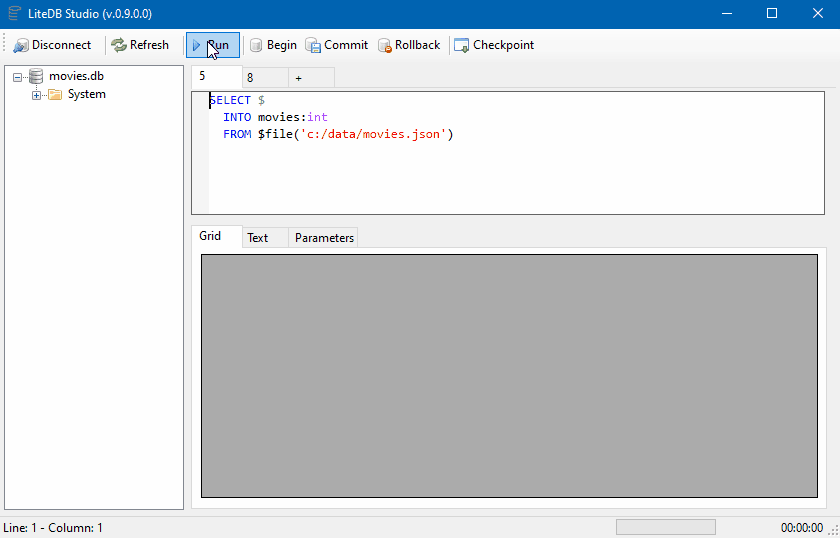 LiteDB Studio (v.0.9.0.0)
Disconnect Refresh Run Begin Commit Rollback Checkpoint
movies.db
System
5 8 +
SELECT $
INTO movies:int
FROM $file('c:/data/movies.json')
Grid Text Parameters
Line: 1 - Column: 1 00:00:00